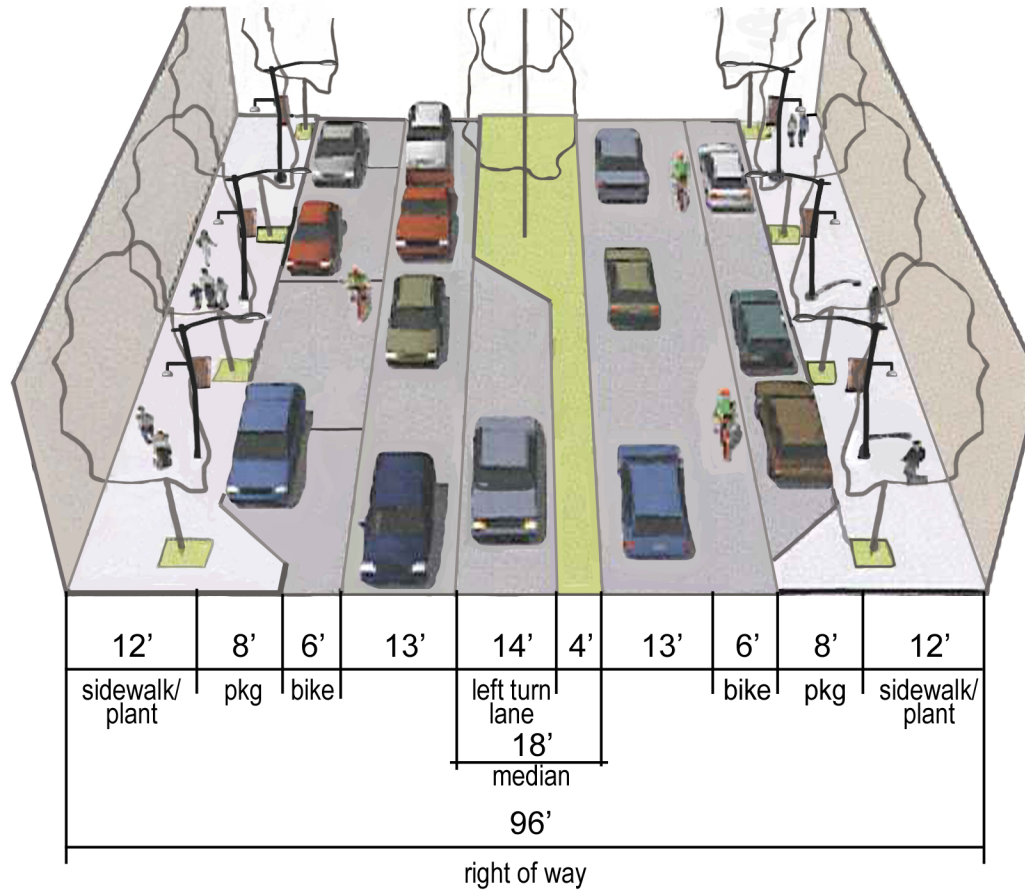 12’ 8’ 6’ 13’ 14’ 4’ 13’ 6’ 8’ 12’
sidewalk/ pkg bike left turn bike pkg sidewalk/
plant lane plant
18’
median
96’
right of way